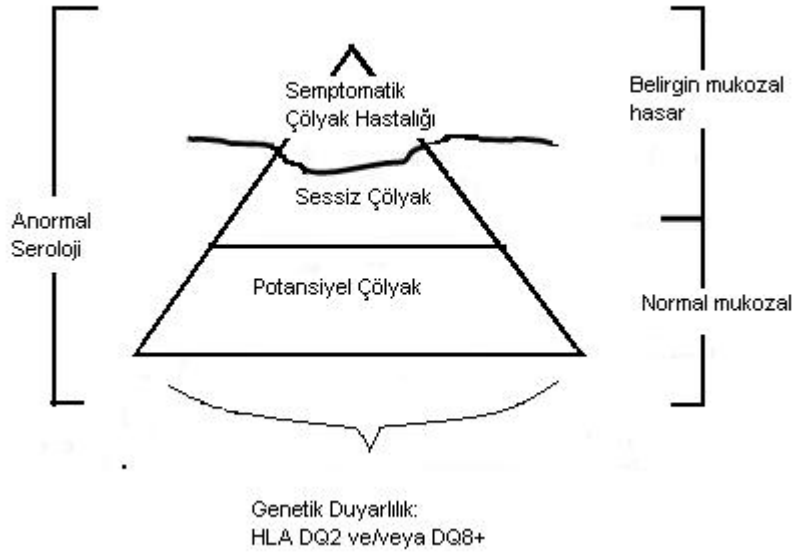 Semptomatik
Çölyak Hastalığı
Belirgin mukozal
hasar
Sessiz Çölyak
Anormal
Seroloji
Potansiyel Çölyak
Normal mukozal
Genetik Duyarlılık:
HLA DQ2 ve/veya DQ8+